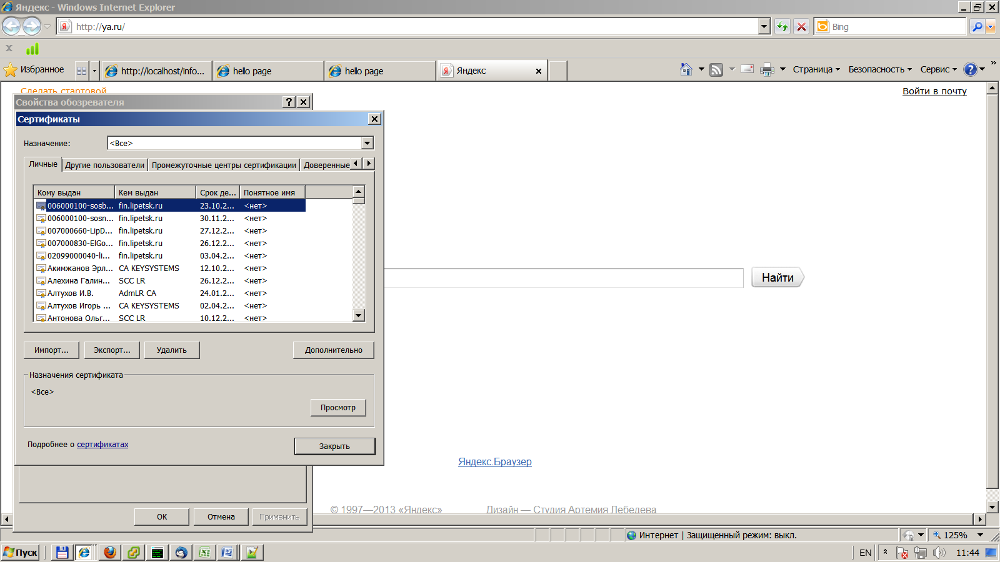 Яндекс - Windows Internet Explorer
http://ya.ru/
Bing
Избранное
http://localhost/info...
hello page
hello page
Яндекс
Страница
Безопасность
Сервис
Сделать стартовой
Войти в почту
Свойства обозревателя
Сертификаты
Назначение:
<Все>
Личные
Другие пользователи
Промежуточные центры сертификации
Доверенные
Кому выдан Кем выдан Срок де... Понятное имя
006000100-sosb... fin.lipetsk.ru 23.10.2... <нет>
006000100-sosn... fin.lipetsk.ru 30.11.2... <нет>
007000660-LipD... fin.lipetsk.ru 27.12.2... <нет>
007000830-ElGo... fin.lipetsk.ru 26.12.2... <нет>
02099000040-li... fin.lipetsk.ru 03.04.2... <нет>
Акимжанов Эрл... CA KEYSYSTEMS 12.10.2... <нет>
Алехина Галин... SCC LR 26.12.2... <нет>
Алтухов И.В. AdmLR CA 24.01.2... <нет>
Алтухов Игорь ... CA KEYSYSTEMS 02.04.2... <нет>
Антонова Ольг... SCC LR 10.12.2... <нет>
Найти
Импорт...
Экспорт...
Удалить
Дополнительно
Назначения сертификата
<Все>
Просмотр
Подробнее о сертификатах
Закрыть
Яндекс.Браузер
© 1997—2013 «Яндекс»
Дизайн — Студия Артемия Лебедева
ОК
Отмена
Применить
Интернет | Защищенный режим: выкл.
125%
Пуск
EN
11:44